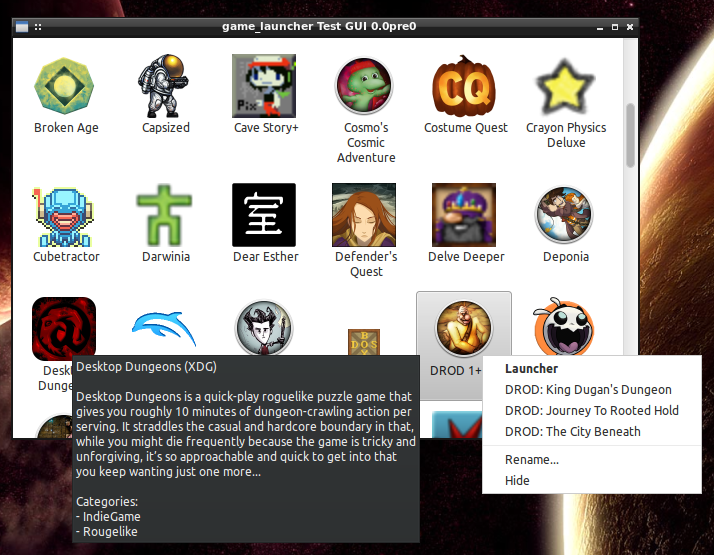 game_launcher Test GUI 0.0pre0
Broken Age
Capsized
Cave Story+
Cosmo's
Cosmic
Adventure
Costume Quest
Crayon Physics
Deluxe
CQ
Pix
Cubetractor
Darwinia
室
Dear Esther
Defender's
Quest
Delve Deeper
Deponia
DOS
B
X
DROD 1+
Desktop Dungeons (XDG)
Desktop Dungeons is a quick-play roguelike puzzle game that
gives you roughly 10 minutes of dungeon-crawling action per
serving. It straddles the casual and hardcore boundary in that,
while you might die frequently because the game is tricky and
unforgiving, it's so approachable and quick to get into that
you keep wanting just one more...
Categories:
- IndieGame
- Rougelike
Launcher
DROD: King Dugan's Dungeon
DROD: Journey To Rooted Hold
DROD: The City Beneath
Rename...
Hide